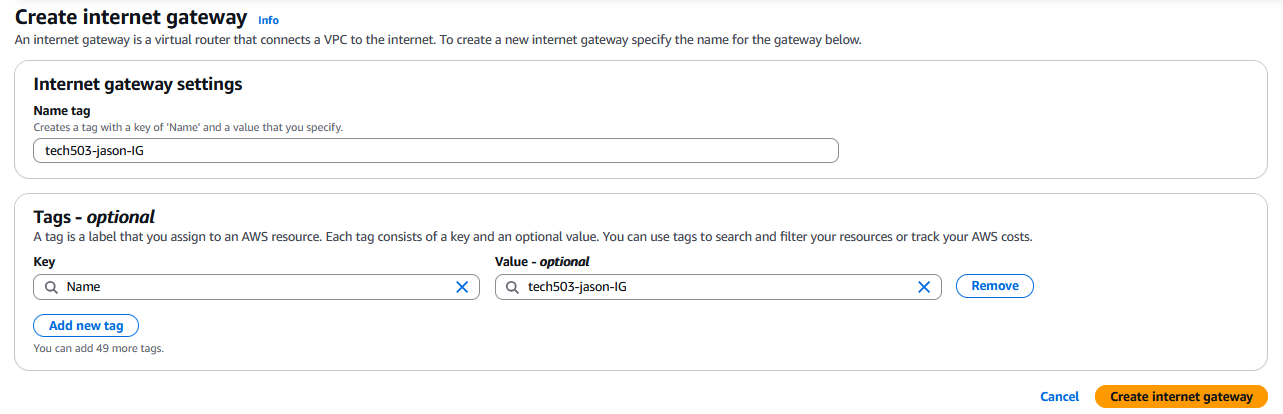 Create internet gateway Info
An internet gateway is a virtual router that connects a VPC to the internet. To create a new internet gateway specify the name for the gateway below.
Internet gateway settings
Name tag
Creates a tag with a key of 'Name' and a value that you specify.
tech503-jason-IG
Tags - optional
A tag is a label that you assign to an AWS resource. Each tag consists of a key and an optional value. You can use tags to search and filter your resources or track your AWS costs.
Key Value - optional
Name tech503-jason-IG Remove
Add new tag
You can add 49 more tags.
Cancel Create internet gateway